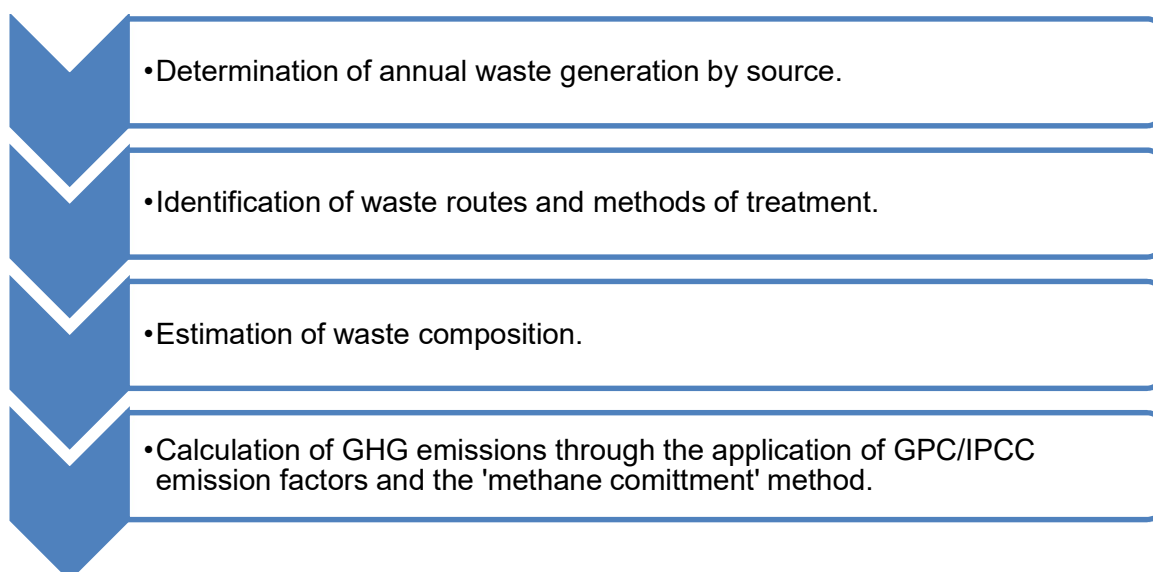 •Determination of annual waste generation by source.
•Identification of waste routes and methods of treatment.
•Estimation of waste composition.
•Calculation of GHG emissions through the application of GPC/IPCC
emission factors and the 'methane comittment' method.